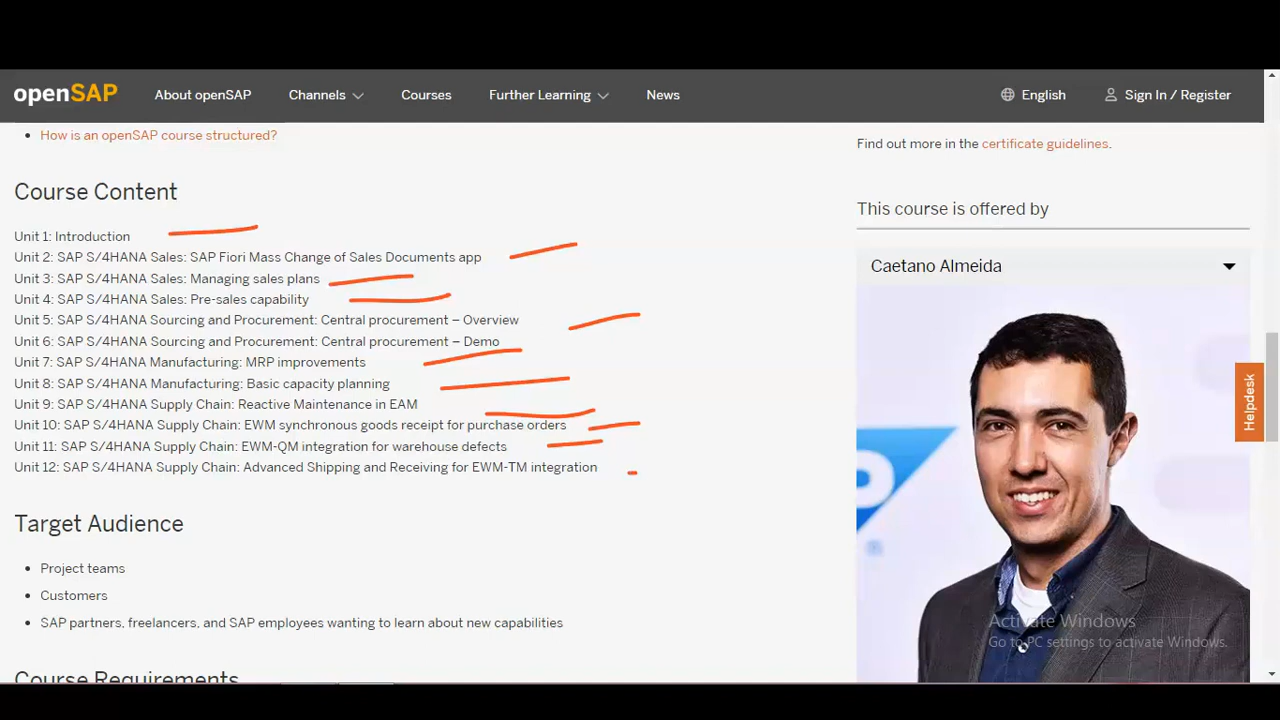 openSAP
About openSAP
Channels
Courses
Further Learning
News
English
Sign In / Register
How is an openSAP course structured?
Course Content
Unit 1: Introduction
Unit 2: SAP S/4HANA Sales: SAP Fiori Mass Change of Sales Documents app
Unit 3: SAP S/4HANA Sales: Managing sales plans
Unit 4: SAP S/4HANA Sales: Pre-sales capability
Unit 5: SAP S/4HANA Sourcing and Procurement: Central procurement – Overview
Unit 6: SAP S/4HANA Sourcing and Procurement: Central procurement – Demo
Unit 7: SAP S/4HANA Manufacturing: MRP improvements
Unit 8: SAP S/4HANA Manufacturing: Basic capacity planning
Unit 9: SAP S/4HANA Supply Chain: Reactive Maintenance in EAM
Unit 10: SAP S/4HANA Supply Chain: EWM synchronous goods receipt for purchase orders
Unit 11: SAP S/4HANA Supply Chain: EWM-QM integration for warehouse defects
Unit 12: SAP S/4HANA Supply Chain: Advanced Shipping and Receiving for EWM-TM integration
Target Audience
Project teams
Customers
SAP partners, freelancers, and SAP employees wanting to learn about new capabilities
Course Requirements
Find out more in the certificate guidelines.
This course is offered by
Caetano Almeida
Helpdesk
Activate Windows
Go to PC settings to activate Windows.